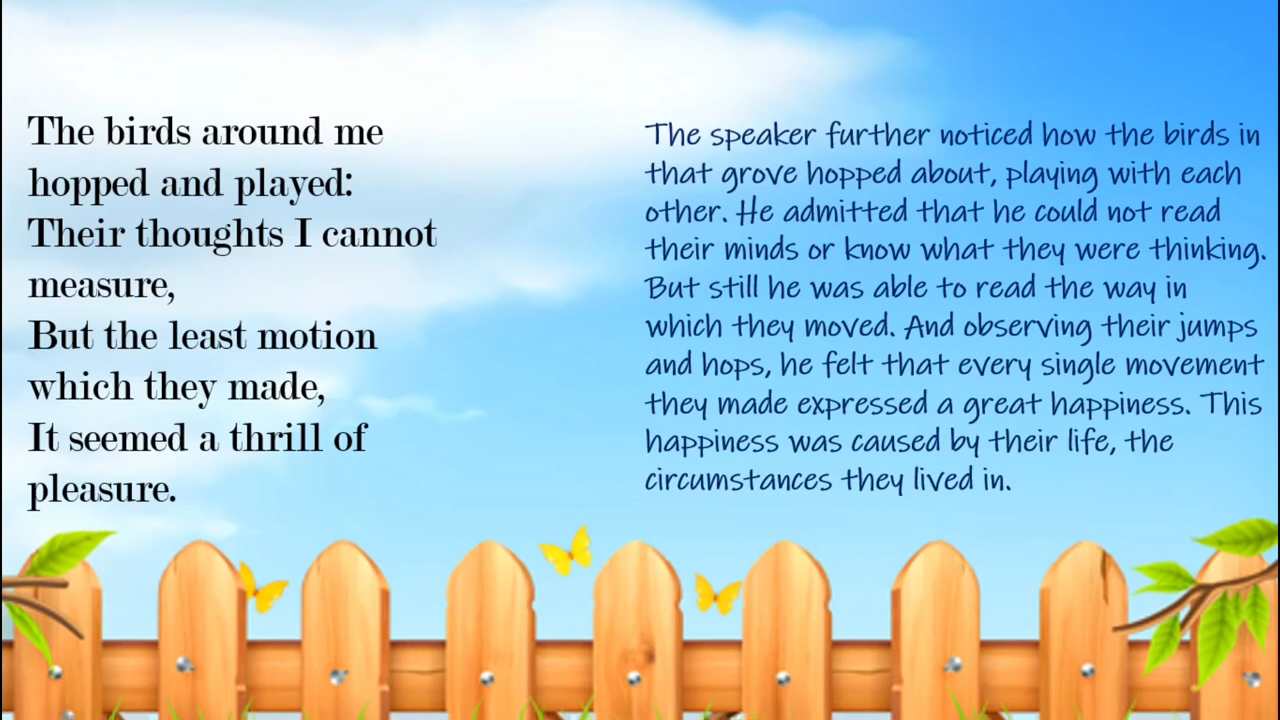 The birds around me
hopped and played:
Their thoughts I cannot
measure,
But the least motion
which they made,
It seemed a thrill of
pleasure.
The speaker further noticed how the birds in
that grove hopped about, playing with each
other. He admitted that he could not read
their minds or know what they were thinking.
But still he was able to read the way in
which they moved. And observing their jumps
and hops, he felt that every single movement
they made expressed a great happiness. This
happiness was caused by their life, the
circumstances they lived in.